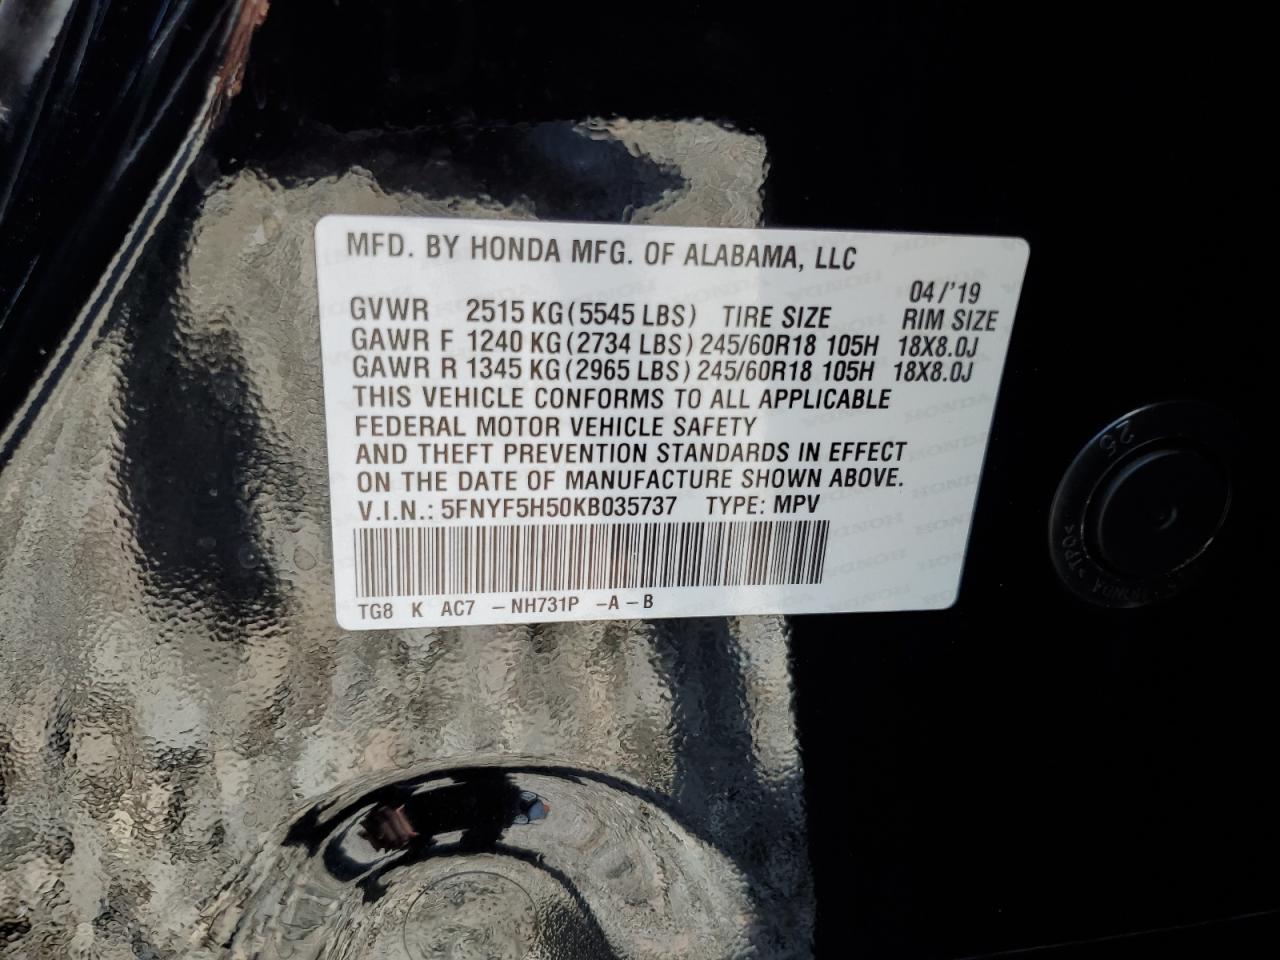 MFD. BY HONDA MFG. OF ALABAMA, LLC
04/'19
GVWR 2515 KG(5545 LBS) TIRE SIZE RIM SIZE
GAWR F 1240 KG(2734 LBS) 245/60R18 105H 18X8.0J
GAWR R 1345 KG(2965 LBS) 245/60R18 105H 18X8.0J
THIS VEHICLE CONFORMS TO ALL APPLICABLE
FEDERAL MOTOR VEHICLE SAFETY
AND THEFT PREVENTION STANDARDS IN EFFECT
ON THE DATE OF MANUFACTURE SHOWN ABOVE.
V.I.N.: 5FNYF5H50KB035737 TYPE: MPV
TG8 K AC7 -NH731P -A-B
25
>TPO<